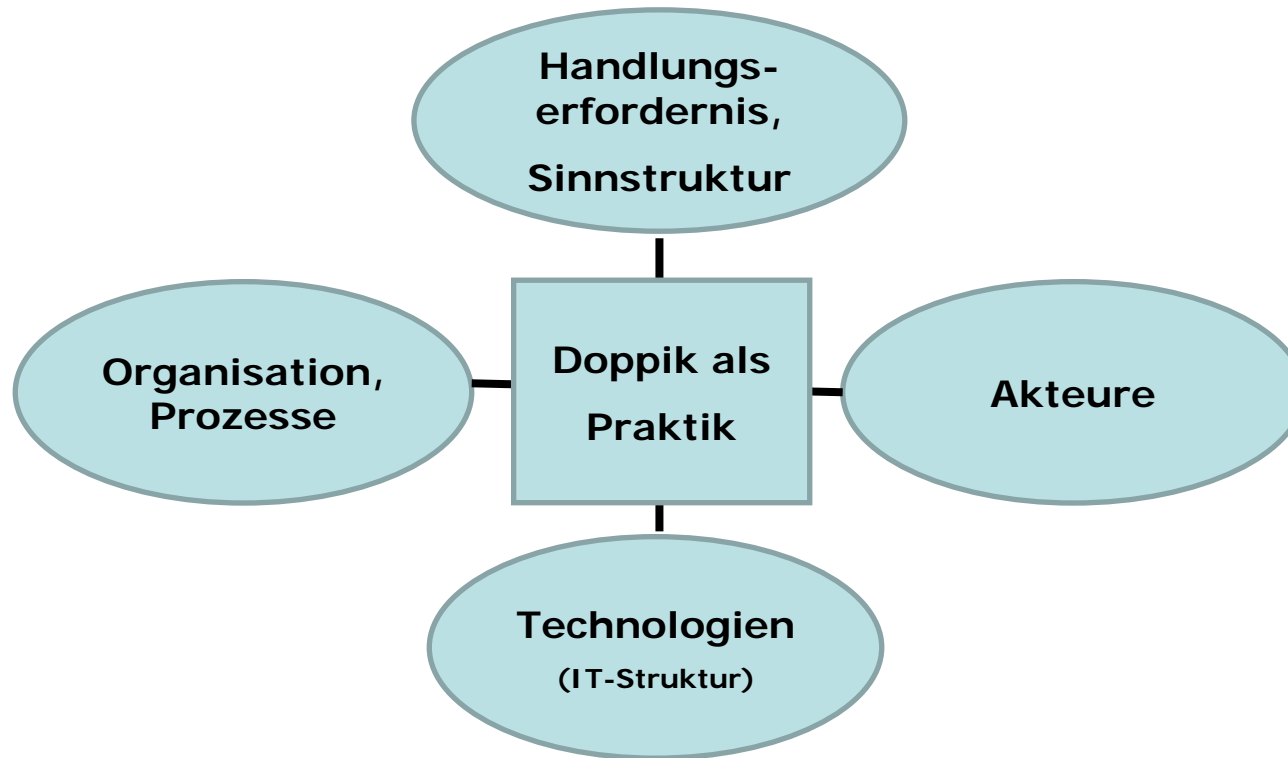 Handlungs-
erfordernis,
Sinnstruktur
Organisation,
Prozesse
Doppik als
Praktik
Akteure
Technologien
(IT-Struktur)